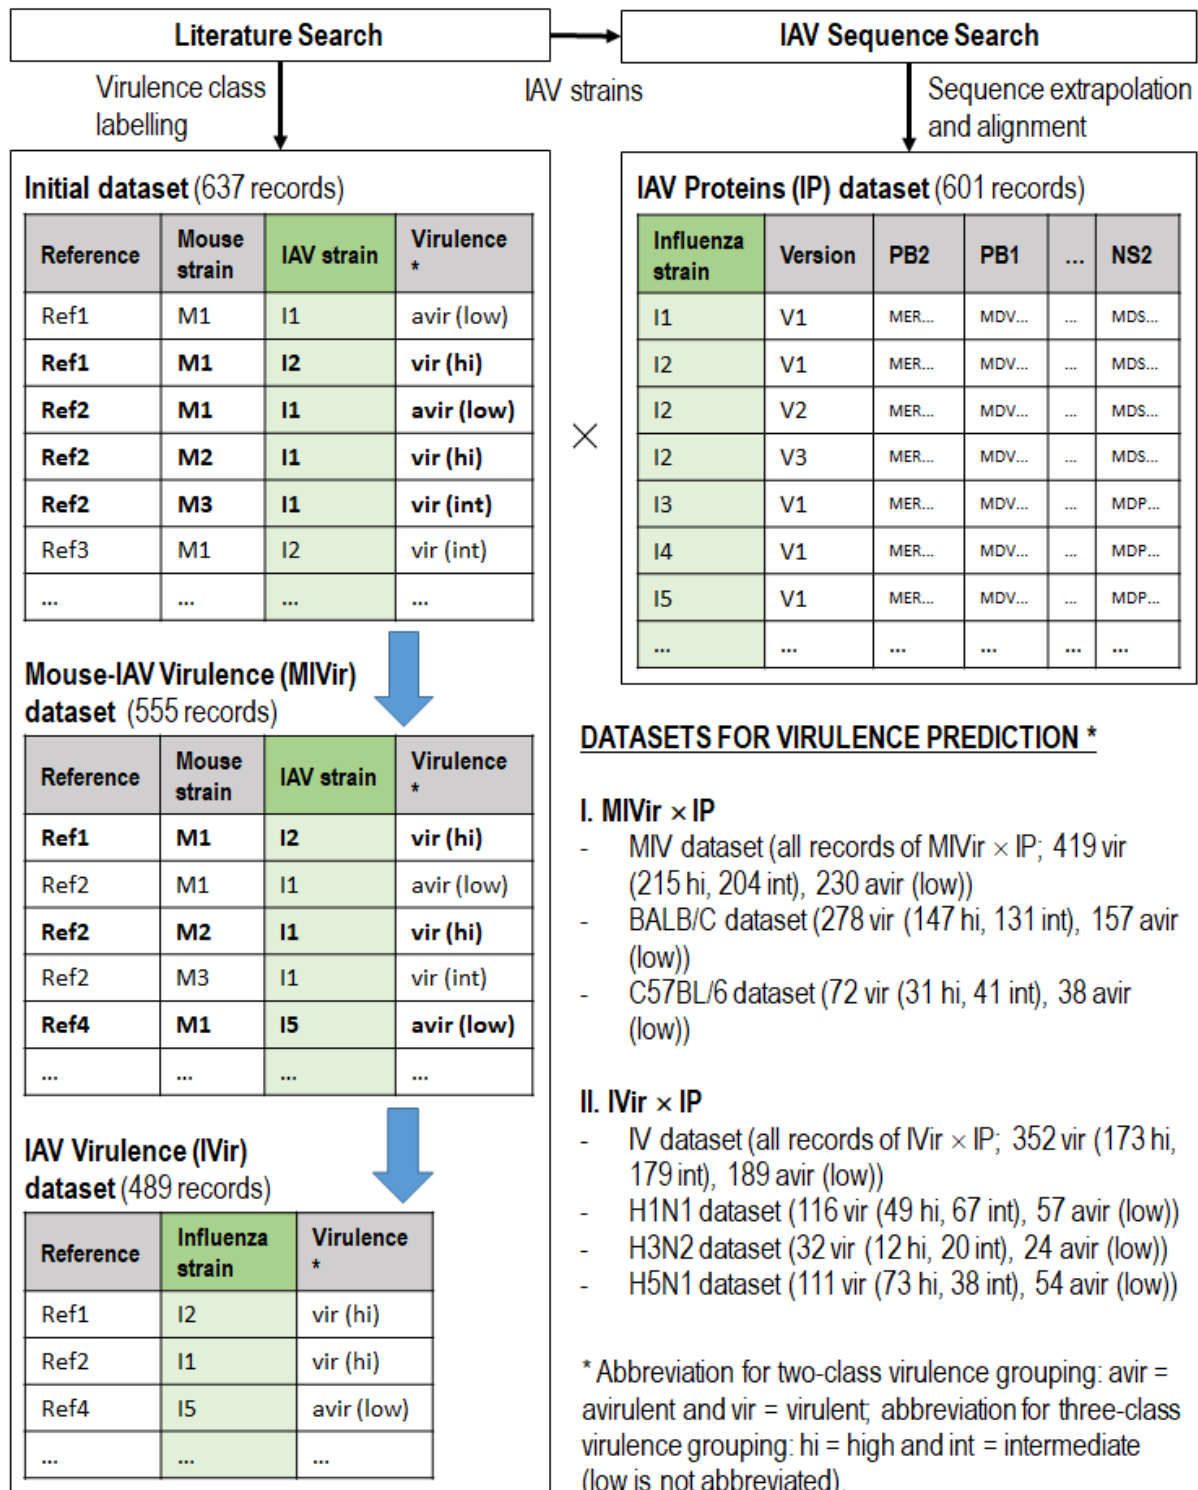 Literature Search
IAV Sequence Search
Virulence class
labelling
IAV strains
Sequence extrapolation
and alignment
Initial dataset (637 records)
Reference Mouse strain IAV strain Virulence *
Ref1 M1 I1 avir (low)
Ref1 M1 I2 vir (hi)
Ref2 M1 I1 avir (low)
Ref2 M2 I1 vir (hi)
Ref2 M3 I1 vir (int)
Ref3 M1 I2 vir (int)
... ... ... ...
×
IAV Proteins (IP) dataset (601 records)
Influenza strain Version PB2 PB1 ... NS2
I1 V1 MER... MDV... ... MDS...
I2 V1 MER... MDV... ... MDS...
I2 V2 MER... MDV... ... MDS...
I2 V3 MER... MDV... ... MDS...
I3 V1 MER... MDV... ... MDP...
I4 V1 MER... MDV... ... MDP...
I5 V1 MER... MDV... ... MDP...
... ... ... ... ... ...
Mouse-IAV Virulence (MIVir)
dataset (555 records)
Reference Mouse strain IAV strain Virulence *
Ref1 M1 I2 vir (hi)
Ref2 M1 I1 avir (low)
Ref2 M2 I1 vir (hi)
Ref2 M3 I1 vir (int)
Ref4 M1 I5 avir (low)
... ... ... ...
IAV Virulence (IVir)
dataset (489 records)
Reference Influenza strain Virulence *
Ref1 I2 vir (hi)
Ref2 I1 vir (hi)
Ref4 I5 avir (low)
... ... ...
DATASETS FOR VIRULENCE PREDICTION *
I. MIVir × IP
- MIV dataset (all records of MIVir × IP; 419 vir
(215 hi, 204 int), 230 avir (low))
- BALB/C dataset (278 vir (147 hi, 131 int), 157 avir
(low))
- C57BL/6 dataset (72 vir (31 hi, 41 int), 38 avir
(low))
II. IVir × IP
- IV dataset (all records of IVir × IP; 352 vir (173 hi,
179 int), 189 avir (low))
- H1N1 dataset (116 vir (49 hi, 67 int), 57 avir (low))
- H3N2 dataset (32 vir (12 hi, 20 int), 24 avir (low))
- H5N1 dataset (111 vir (73 hi, 38 int), 54 avir (low))
* Abbreviation for two-class virulence grouping: avir =
avirulent and vir = virulent; abbreviation for three-class
virulence grouping: hi = high and int = intermediate
(low is not abbreviated).